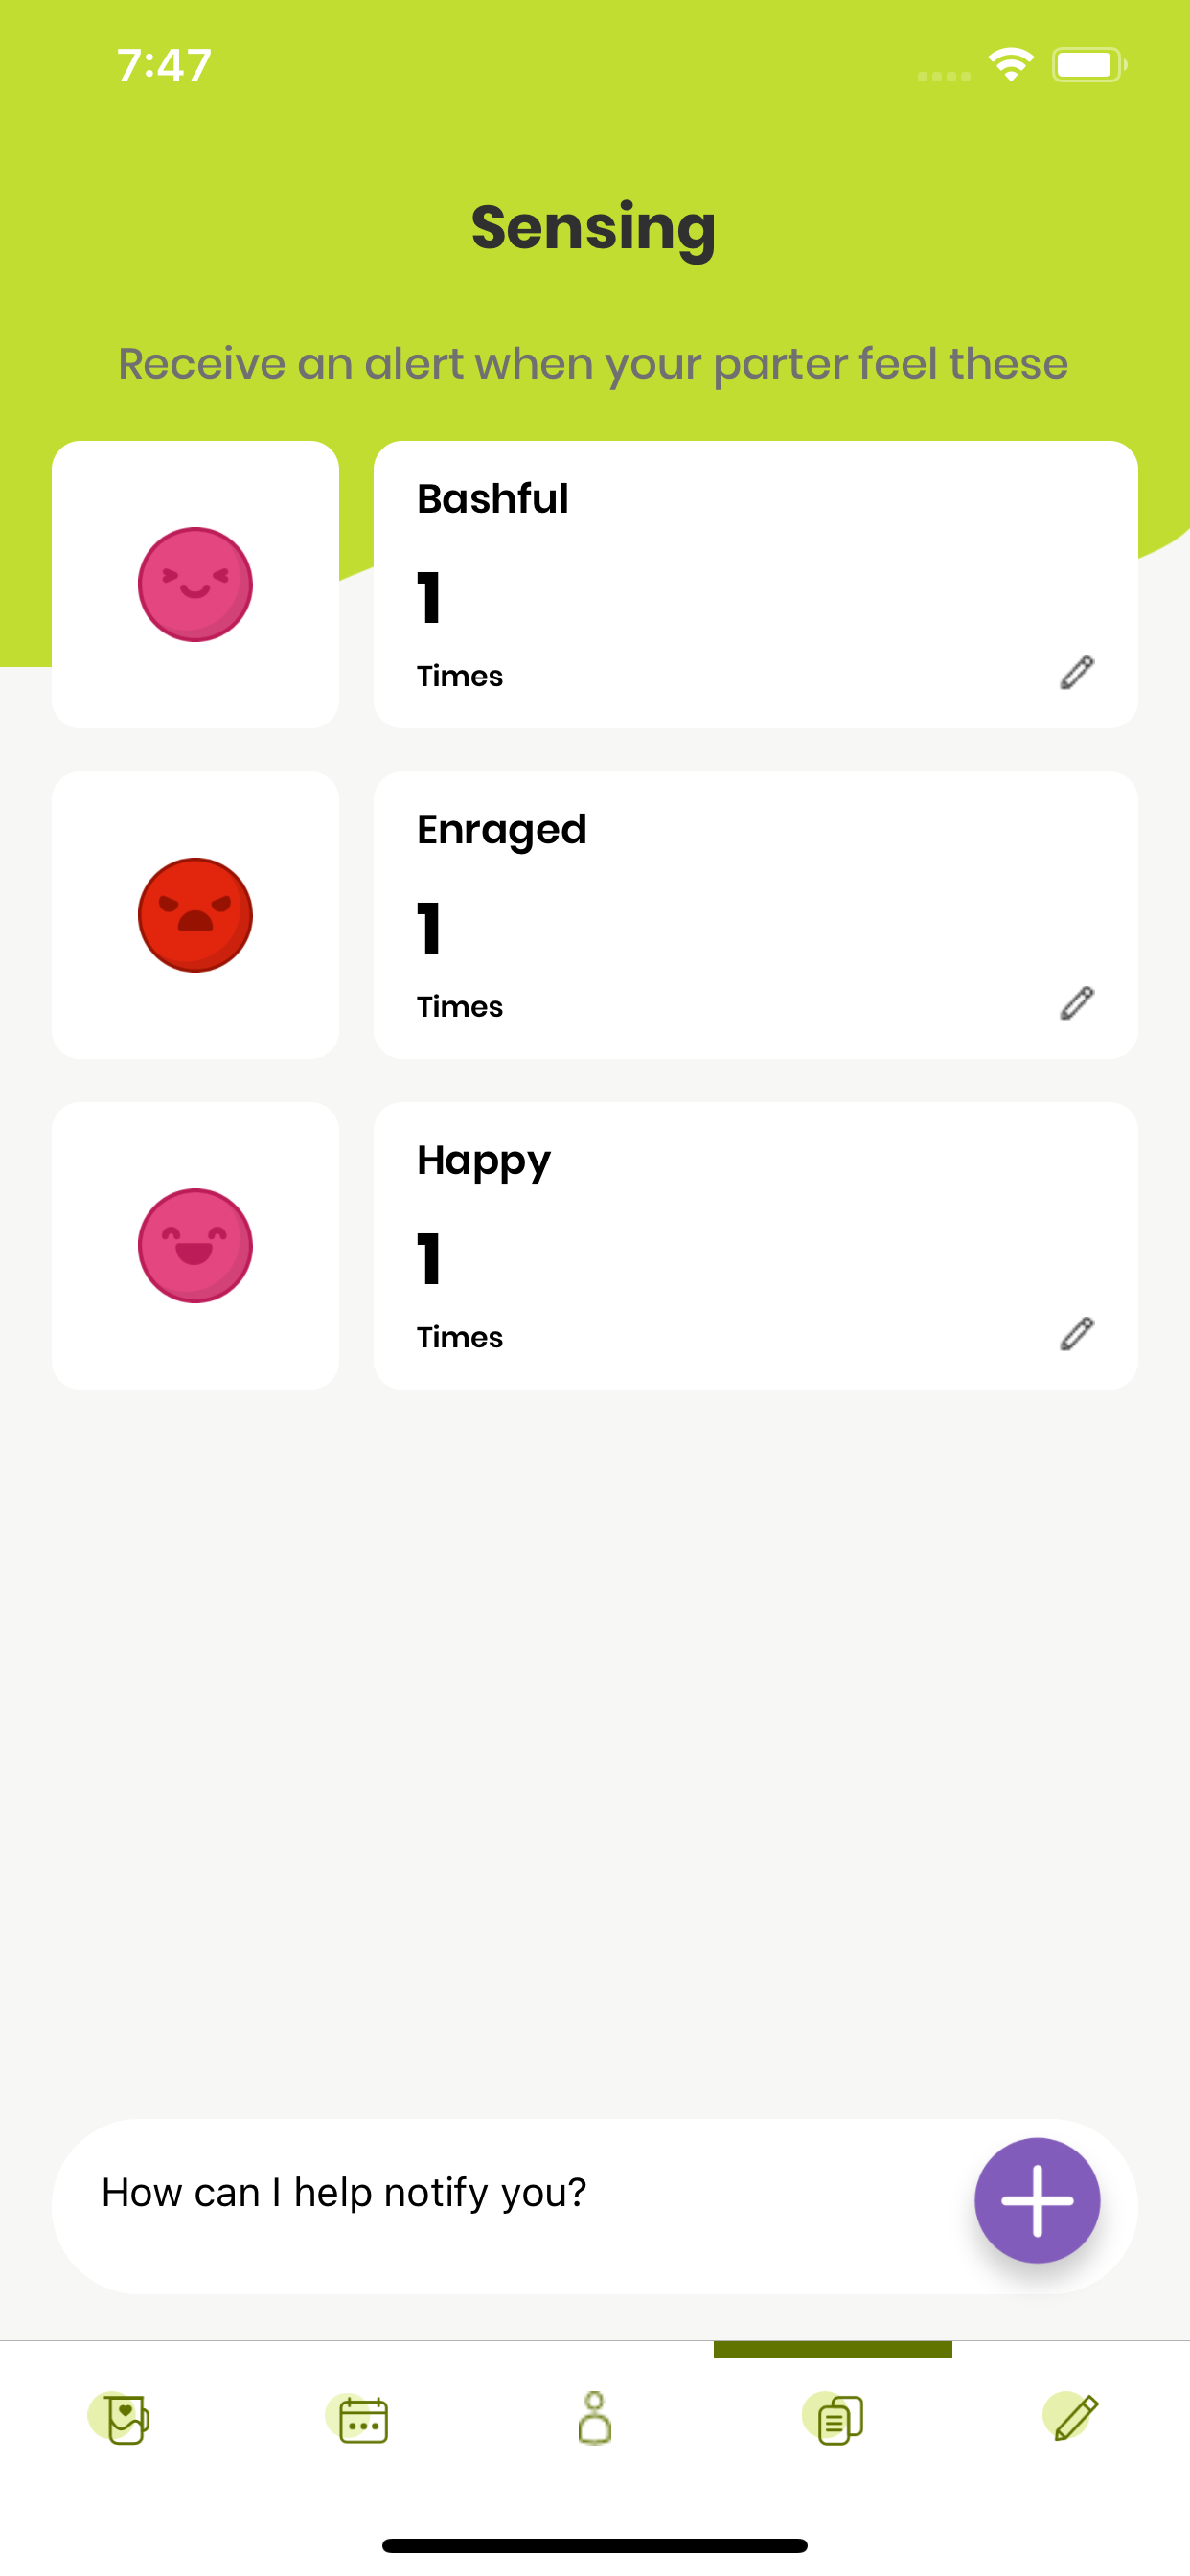 7:47
Sensing
Receive an alert when your parter feel these
Bashful
1
Times
Enraged
1
Times
Happy
1
Times
How can I help notify you?